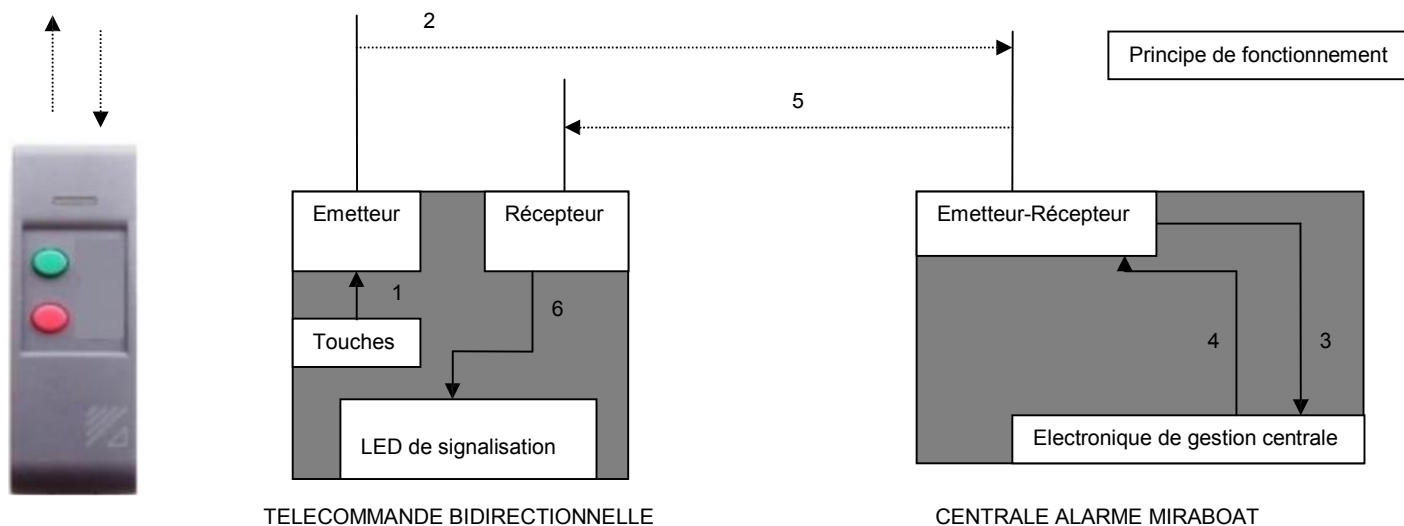 2
Principe de fonctionnement
5
Emetteur
Récepteur
Emetteur-Récepteur
1
6
Touches
4
3
LED de signalisation
Electronique de gestion centrale
TELECOMMANDE BIDIRECTIONNELLE
CENTRALE ALARME MIRABOAT